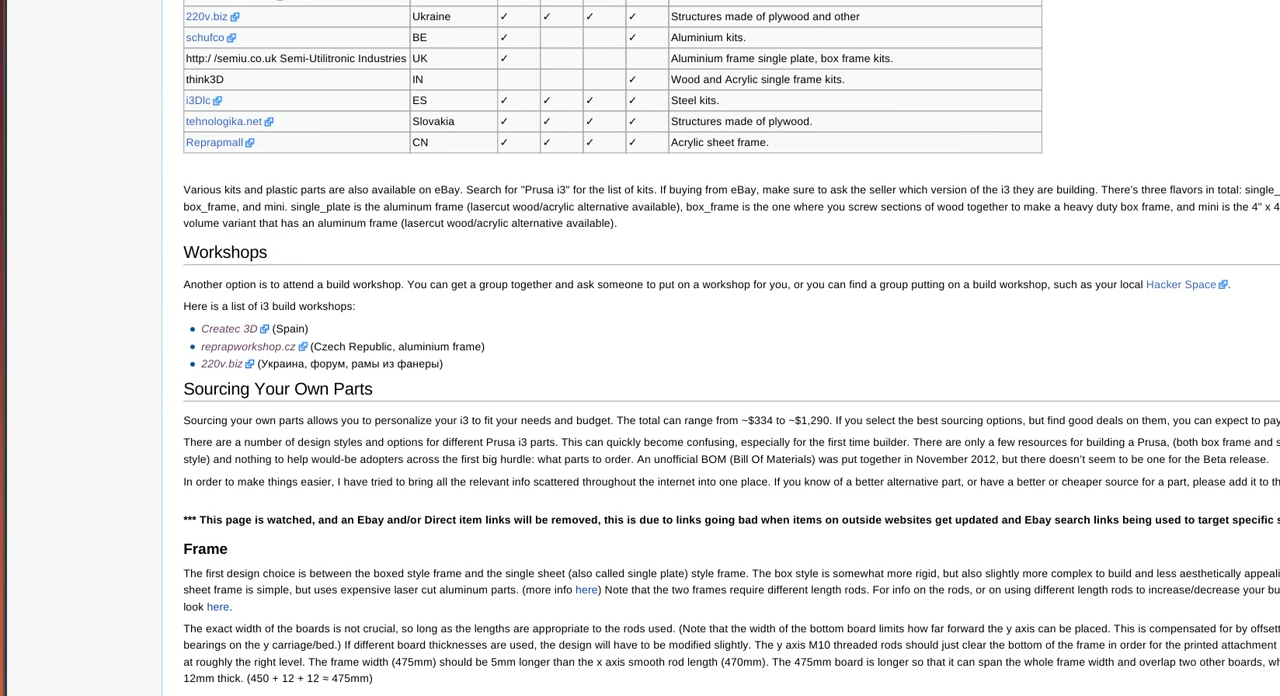 220v.biz Ukraine ✓ ✓ ✓ ✓ Structures made of plywood and other
schufco BE ✓ ✓ Aluminium kits.
http:/ /semiu.co.uk Semi-Utilitronic Industries UK ✓ Aluminium frame single plate, box frame kits.
think3D IN ✓ Wood and Acrylic single frame kits.
i3Dlc ES ✓ ✓ ✓ ✓ Steel kits.
tehnologika.net Slovakia ✓ ✓ ✓ ✓ Structures made of plywood.
Reprapmall CN ✓ ✓ ✓ ✓ Acrylic sheet frame.
Various kits and plastic parts are also available on eBay. Search for "Prusa i3" for the list of kits. If buying from eBay, make sure to ask the seller which version of the i3 they are building. There's three flavors in total: single_
box_frame, and mini. single_plate is the aluminum frame (lasercut wood/acrylic alternative available), box_frame is the one where you screw sections of wood together to make a heavy duty box frame, and mini is the 4" x 4
volume variant that has an aluminum frame (lasercut wood/acrylic alternative available).
Workshops
Another option is to attend a build workshop. You can get a group together and ask someone to put on a workshop for you, or you can find a group putting on a build workshop, such as your local Hacker Space.
Here is a list of i3 build workshops:
• Createc 3D (Spain)
• reprapworkshop.cz (Czech Republic, aluminium frame)
• 220v.biz (Украина, форум, рамы из фанеры)
Sourcing Your Own Parts
Sourcing your own parts allows you to personalize your i3 to fit your needs and budget. The total can range from ~$334 to ~$1,290. If you select the best sourcing options, but find good deals on them, you can expect to pay
There are a number of design styles and options for different Prusa i3 parts. This can quickly become confusing, especially for the first time builder. There are only a few resources for building a Prusa, (both box frame and s
style) and nothing to help would-be adopters across the first big hurdle: what parts to order. An unofficial BOM (Bill Of Materials) was put together in November 2012, but there doesn't seem to be one for the Beta release.
In order to make things easier, I have tried to bring all the relevant info scattered throughout the internet into one place. If you know of a better alternative part, or have a better or cheaper source for a part, please add it to th
*** This page is watched, and an Ebay and/or Direct item links will be removed, this is due to links going bad when items on outside websites get updated and Ebay search links being used to target specific s
Frame
The first design choice is between the boxed style frame and the single sheet (also called single plate) style frame. The box style is somewhat more rigid, but also slightly more complex to build and less aesthetically appeali
sheet frame is simple, but uses expensive laser cut aluminum parts. (more info here) Note that the two frames require different length rods. For info on the rods, or on using different length rods to increase/decrease your bu
look here.
The exact width of the boards is not crucial, so long as the lengths are appropriate to the rods used. (Note that the width of the bottom board limits how far forward the y axis can be placed. This is compensated for by offsett
bearings on the y carriage/bed.) If different board thicknesses are used, the design will have to be modified slightly. The y axis M10 threaded rods should just clear the bottom of the frame in order for the printed attachment
at roughly the right level. The frame width (475mm) should be 5mm longer than the x axis smooth rod length (470mm). The 475mm board is longer so that it can span the whole frame width and overlap two other boards, wh
12mm thick. (450 + 12 + 12 ≈ 475mm)